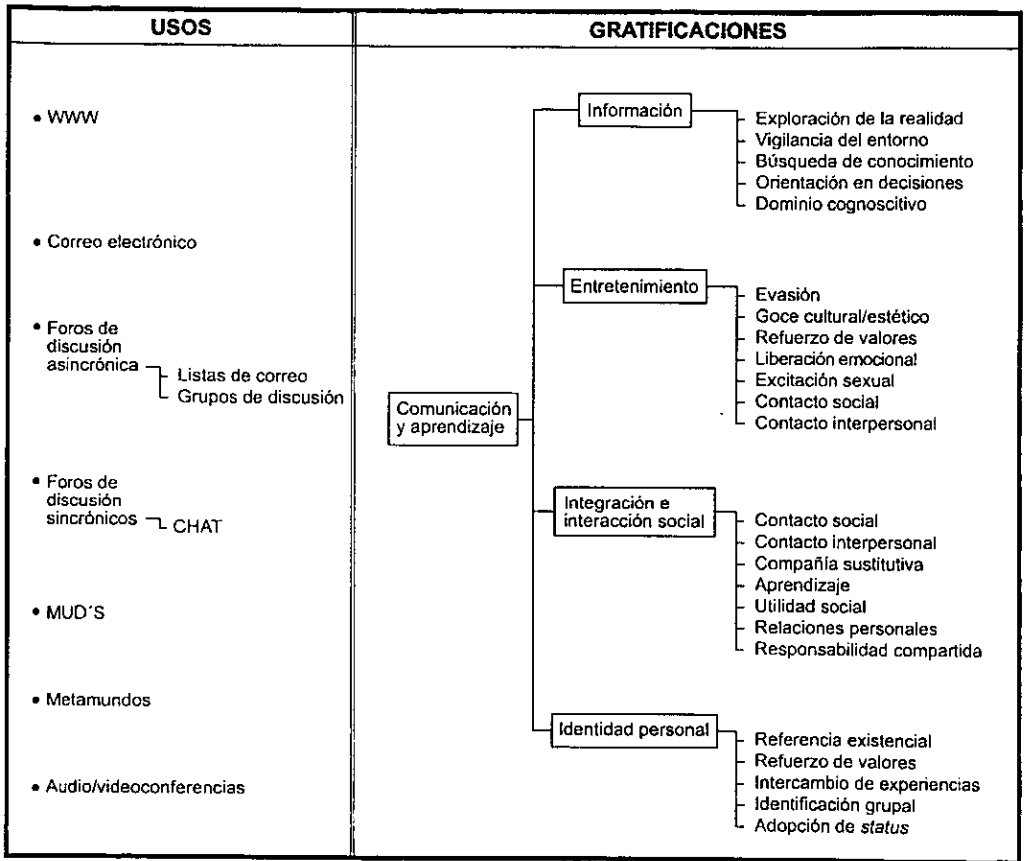 USOS
GRATIFICACIONES
• WWW
• Correo electrónico
• Foros de
discusión
asincrónica
Listas de correo
Grupos de discusión
• Foros de
discusión
sincrónicos
CHAT
• MUD´S
• Metamundos
• Audio/videoconferencias
Comunicación
y aprendizaje
Información
Exploración de la realidad
Vigilancia del entorno
Búsqueda de conocimiento
Orientación en decisiones
Dominio cognoscitivo
Entretenimiento
Evasión
Goce cultural/estético
Refuerzo de valores
Liberación emocional
Excitación sexual
Contacto social
Contacto interpersonal
Integración e
interacción social
Contacto social
Contacto interpersonal
Compañía sustitutiva
Aprendizaje
Utilidad social
Relaciones personales
Responsabilidad compartida
Identidad personal
Referencia existencial
Refuerzo de valores
Intercambio de experiencias
Identificación grupal
Adopción de status